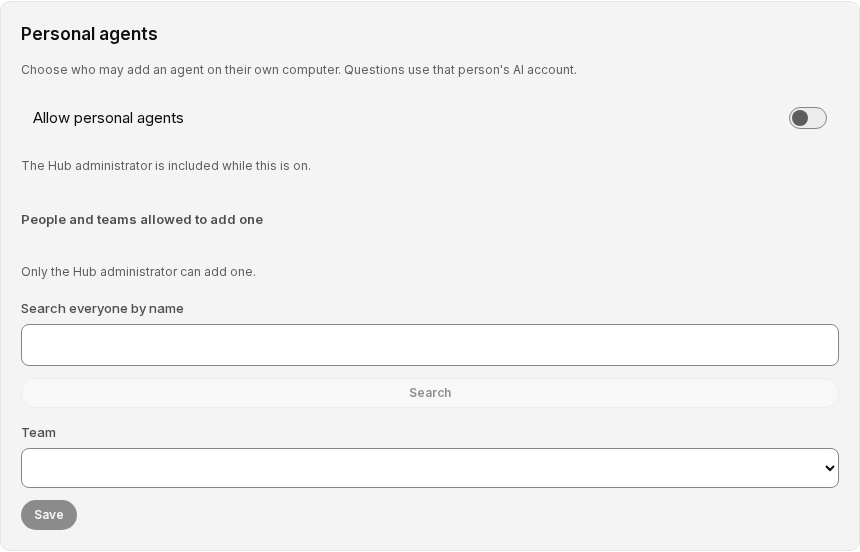 Personal agents
Choose who may add an agent on their own computer. Questions use that person's AI account.
Allow personal agents
The Hub administrator is included while this is on.
People and teams allowed to add one
Only the Hub administrator can add one.
Search everyone by name
Search
Team
Save